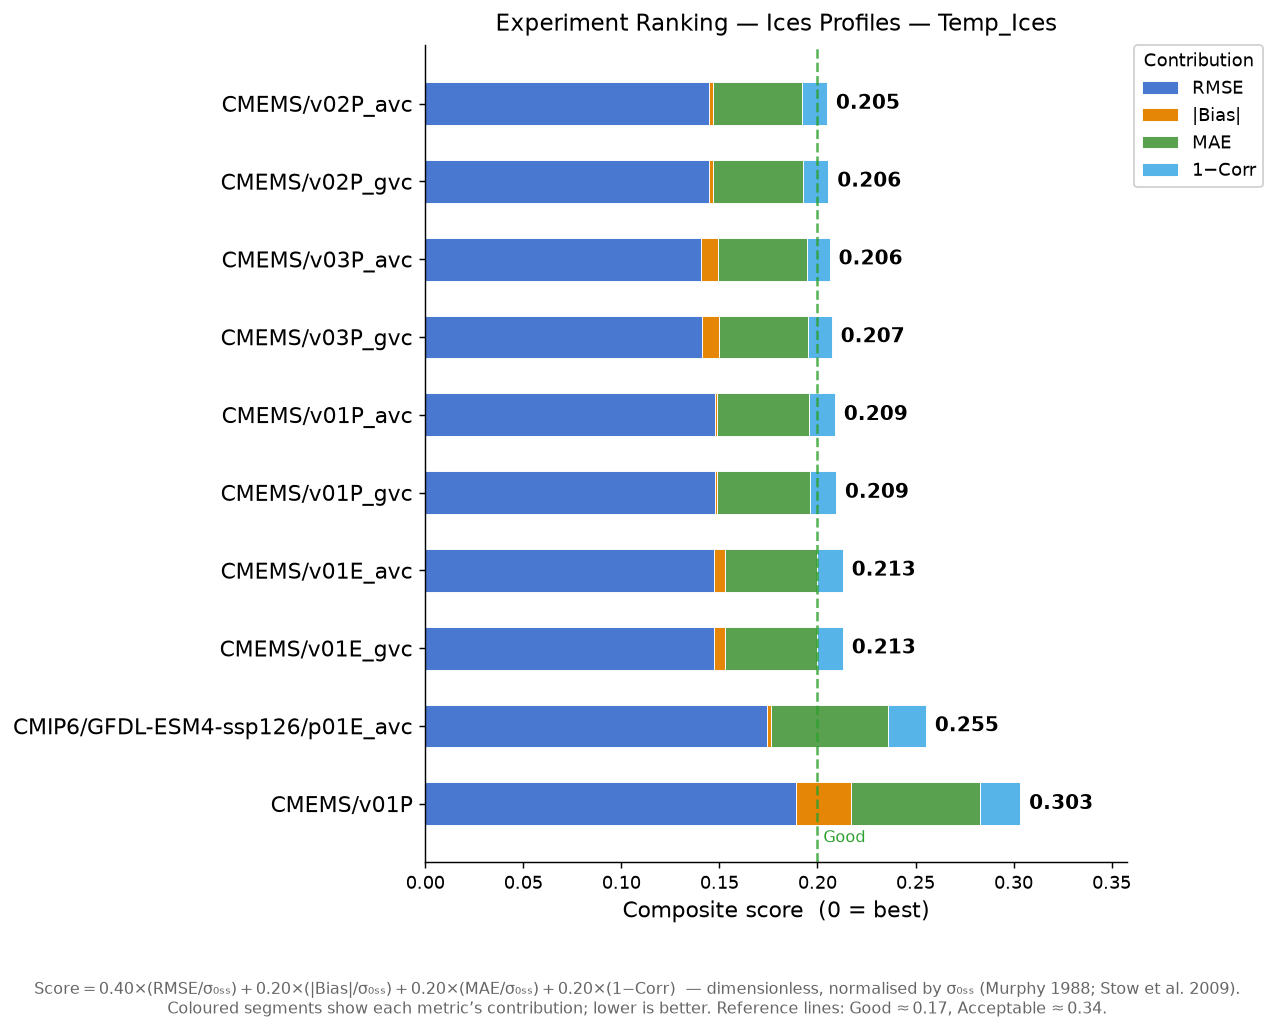 Experiment Ranking — Ices Profiles — Temp_Ices
Contribution
RMSE
|Bias|
MAE
1−Corr
CMEMS/v02P_avc 0.205
CMEMS/v02P_gvc 0.206
CMEMS/v03P_avc 0.206
CMEMS/v03P_gvc 0.207
CMEMS/v01P_avc 0.209
CMEMS/v01P_gvc 0.209
CMEMS/v01E_avc 0.213
CMEMS/v01E_gvc 0.213
CMIP6/GFDL-ESM4-ssp126/p01E_avc 0.255
CMEMS/v01P 0.303
Good
0.00 0.05 0.10 0.15 0.20 0.25 0.30 0.35
Composite score (0 = best)
Score = 0.40×(RMSE/σ₀ₛₛ) + 0.20×(|Bias|/σ₀ₛₛ) + 0.20×(MAE/σ₀ₛₛ) + 0.20×(1−Corr) — dimensionless, normalised by σ₀ₛₛ (Murphy 1988; Stow et al. 2009).
Coloured segments show each metric’s contribution; lower is better. Reference lines: Good ≈ 0.17, Acceptable ≈ 0.34.